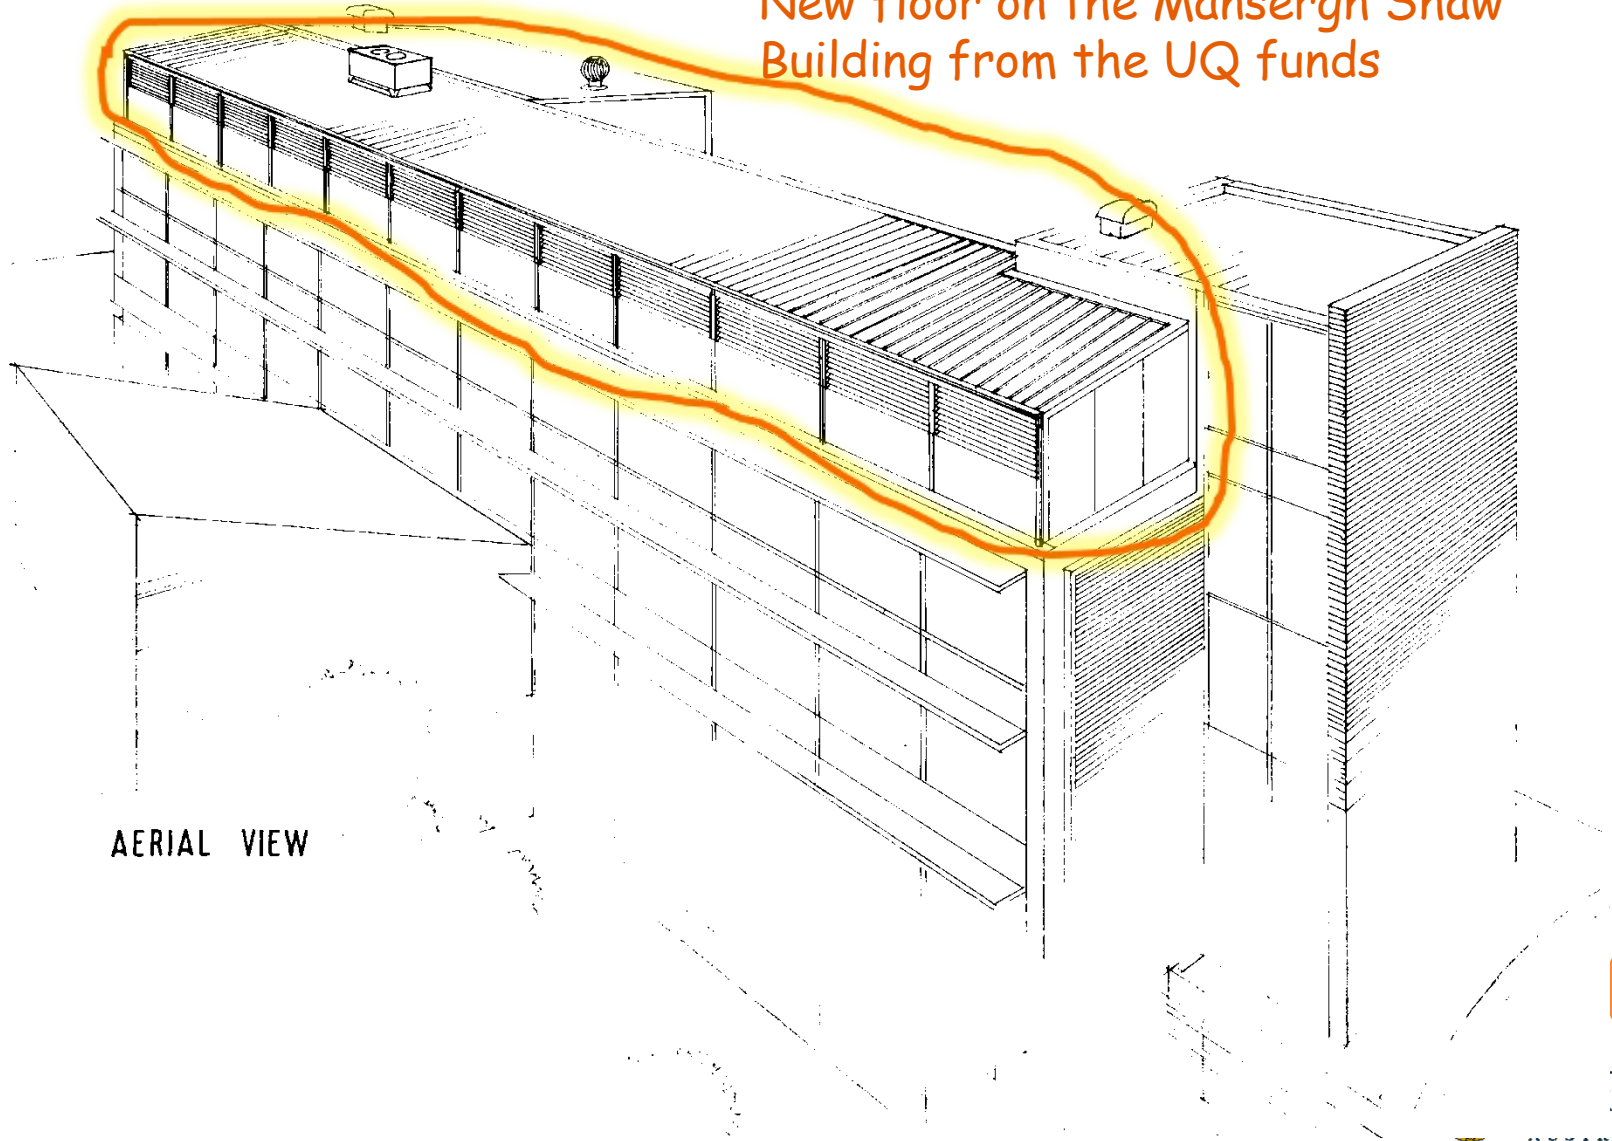 New floor on the Mansergh Shaw
Building from the UQ funds
AERIAL VIEW